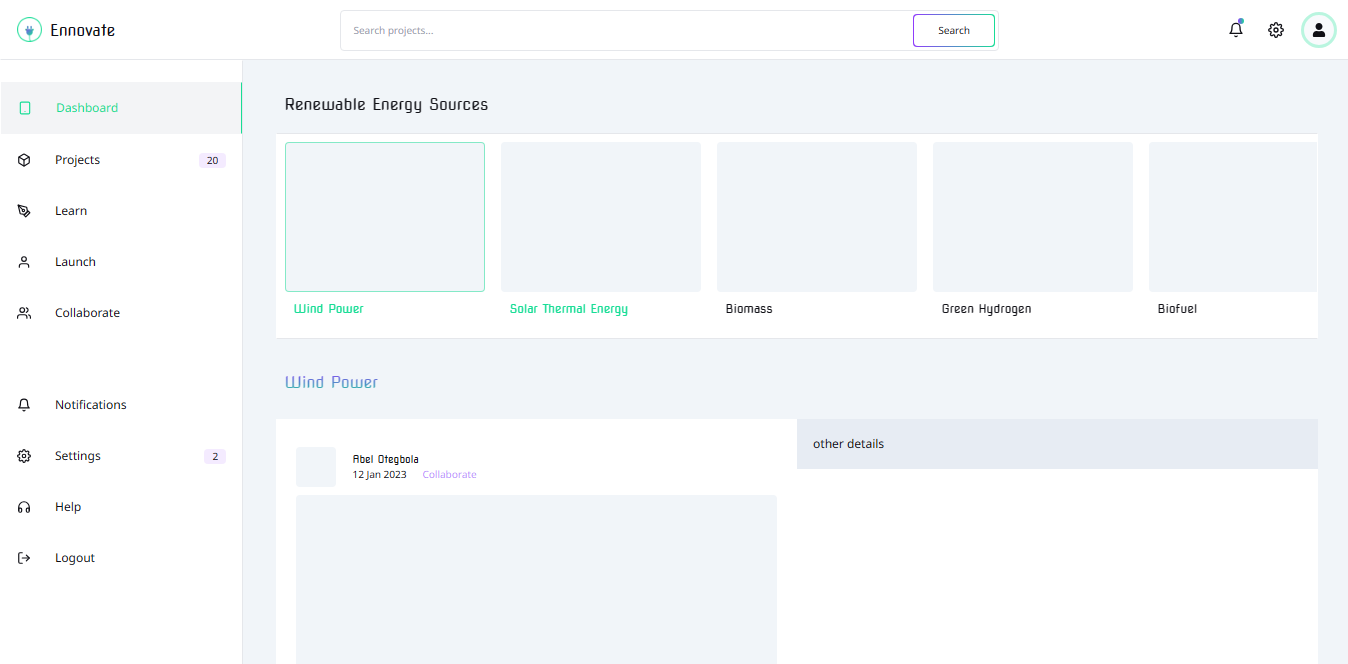 Ennovate
Search projects...
Search
Dashboard
Projects
20
Learn
Launch
Collaborate
Notifications
Settings
2
Help
Logout
Renewable Energy Sources
Wind Power
Solar Thermal Energy
Biomass
Green Hydrogen
Biofuel
Wind Power
Abel Otegbola
12 Jan 2023
Collaborate
other details